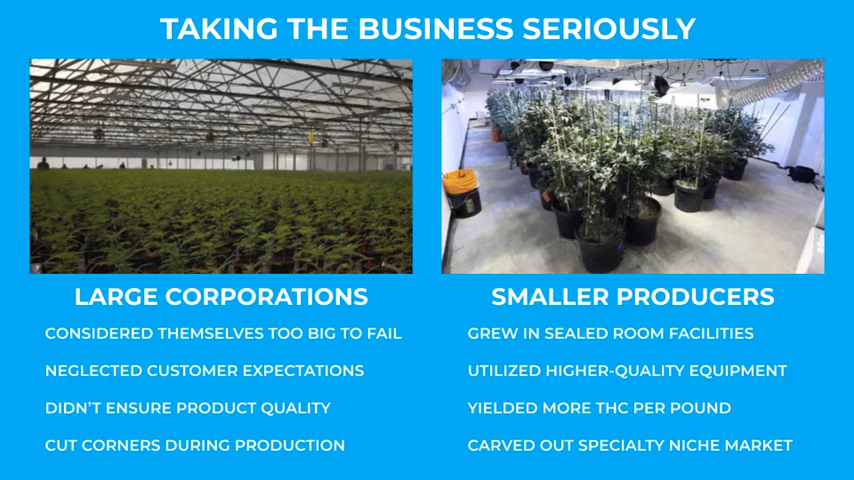 TAKING THE BUSINESS SERIOUSLY
LARGE CORPORATIONS
CONSIDERED THEMSELVES TOO BIG TO FAIL
NEGLECTED CUSTOMER EXPECTATIONS
DIDN'T ENSURE PRODUCT QUALITY
CUT CORNERS DURING PRODUCTION
SMALLER PRODUCERS
GREW IN SEALED ROOM FACILITIES
UTILIZED HIGHER-QUALITY EQUIPMENT
YIELDED MORE THC PER POUND
CARVED OUT SPECIALTY NICHE MARKET